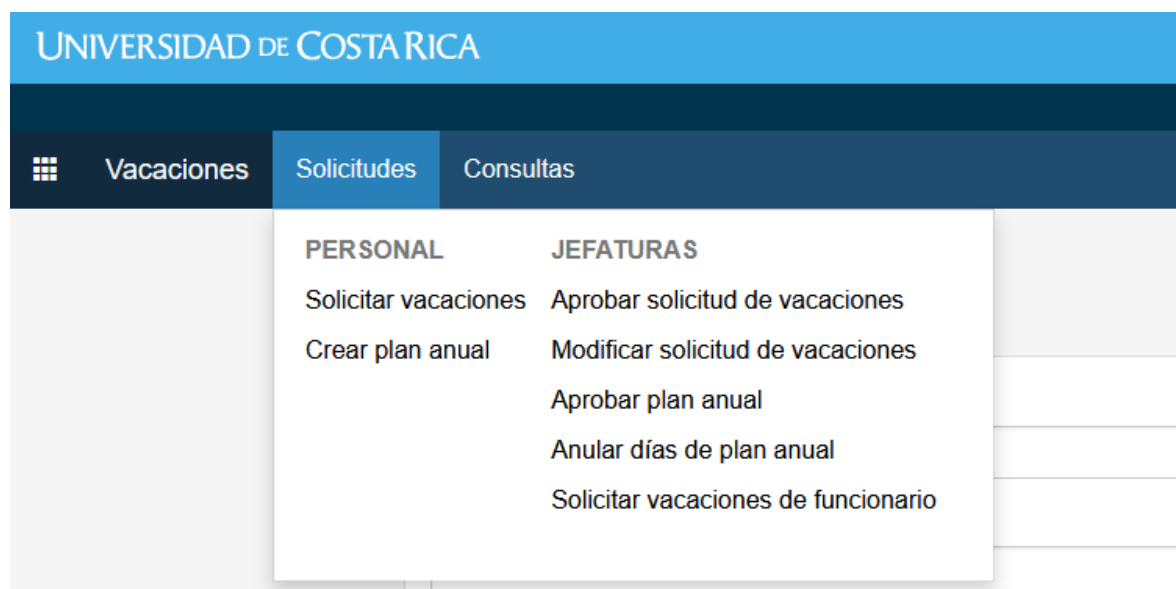 UNIVERSIDAD DE COSTA RICA
Vacaciones Solicitudes Consultas
PERSONAL
Solicitar vacaciones
Crear plan anual
JEFATURAS
Aprobar solicitud de vacaciones
Modificar solicitud de vacaciones
Aprobar plan anual
Anular días de plan anual
Solicitar vacaciones de funcionario